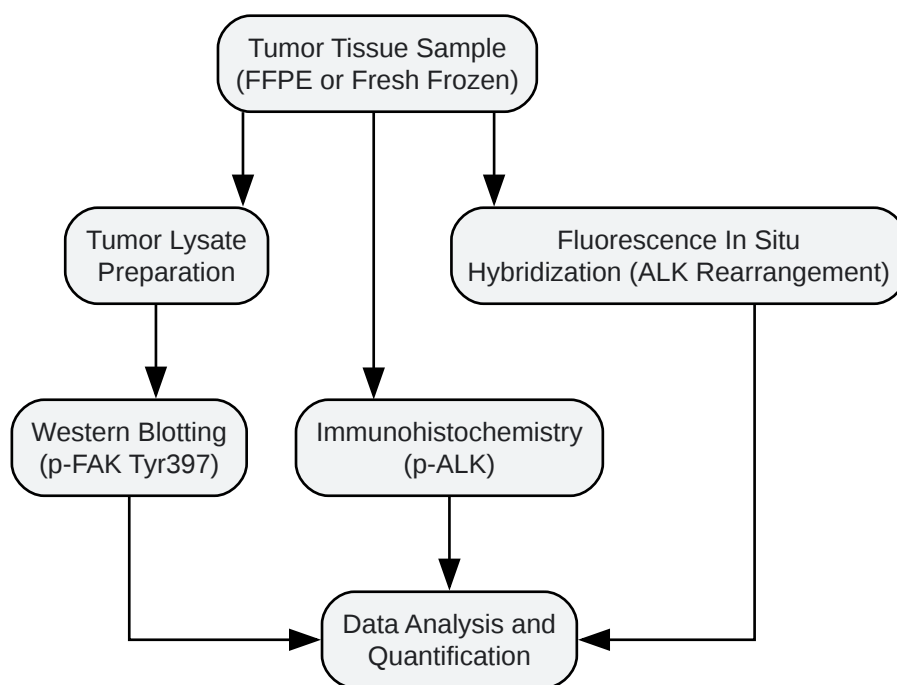 Tumor Tissue Sample
(FFPE or Fresh Frozen)
Tumor Lysate
Preparation
Fluorescence In Situ
Hybridization (ALK Rearrangement)
Western Blotting
(p-FAK Tyr397)
Immunohistochemistry
(p-ALK)
Data Analysis and
Quantification